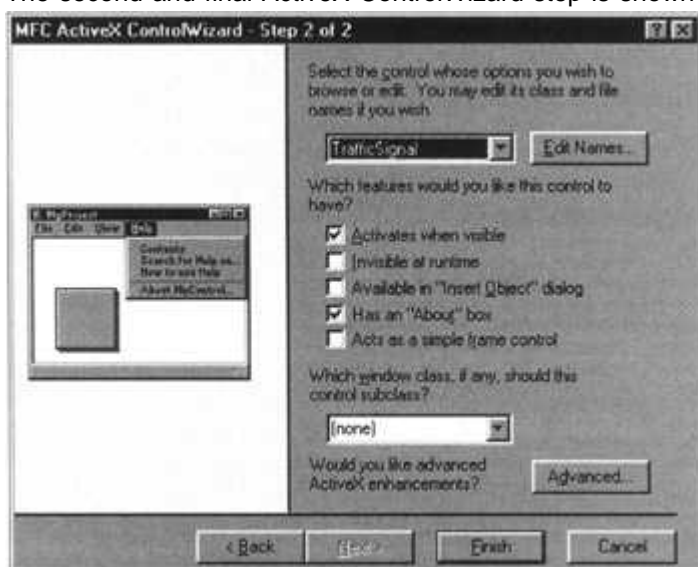 The second and final ActiveX ControlWizard step is shown
MFC ActiveX ControlWizard - Step 2 of 2
Select the control whose options you wish to
browse or edit. You may edit its class and file
names if you wish.
TrafficSignal
Edit Names...
Which features would you like this control to
have?
Activates when visible
Invisible at runtime
Available in "Insert Object" dialog
Has an "About" box
Acts as a simple frame control
Which window class, if any, should this
control subclass?
(none)
Would you like advanced
ActiveX enhancements?
Advanced...
MyProject
File Edit View Help
Contents
Search for Help on...
How to use Help
About MyControl...
< Back
Next >
Finish
Cancel